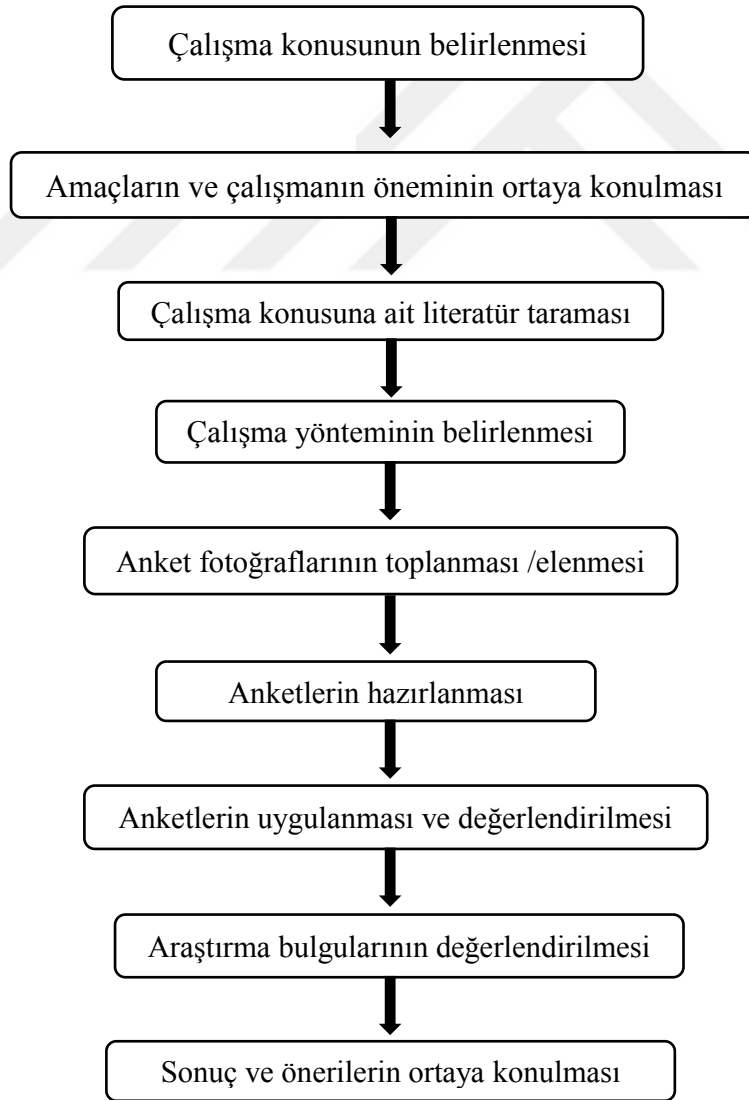 Çalışma konusunun belirlenmesi
Amaçların ve çalışmanın öneminin ortaya konulması
Çalışma konusuna ait literatür taraması
Çalışma yönteminin belirlenmesi
Anket fotoğraflarının toplanması /elenmesi
Anketlerin hazırlanması
Anketlerin uygulanması ve değerlendirilmesi
Araştırma bulgularının değerlendirilmesi
Sonuç ve önerilerin ortaya konulması